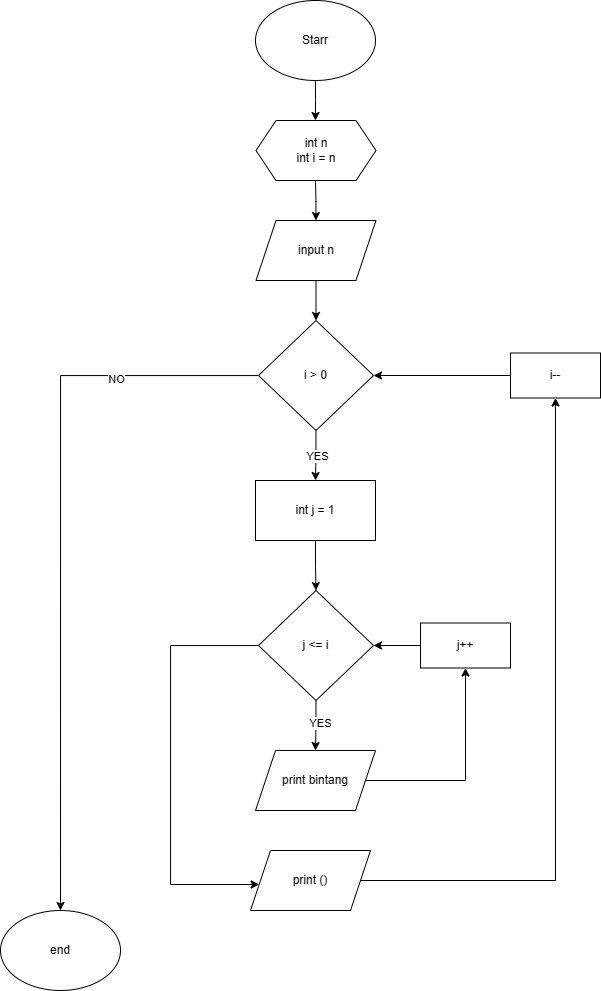 Starr
int n
int i = n
input n
i > 0
i--
NO
YES
int j = 1
j <= i
j++
YES
print bintang
print ()
end